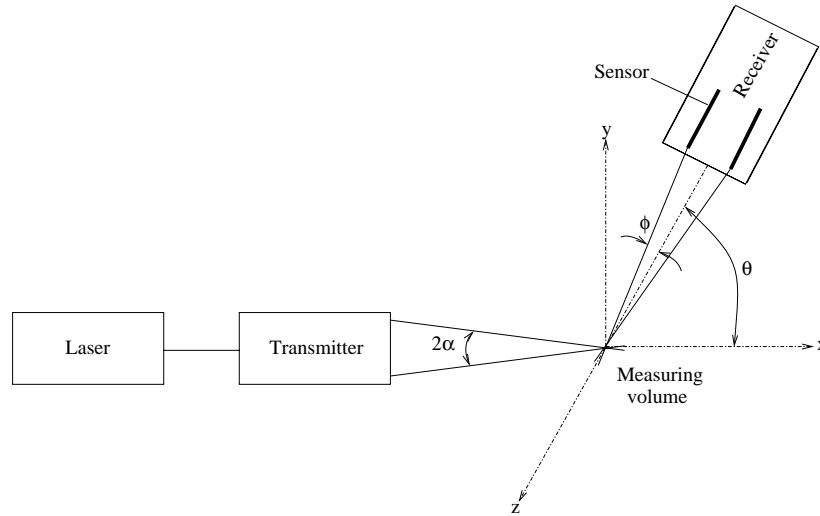 Receiver
Sensor
y
ϕ
θ
Laser
Transmitter
2α
x
Measuring
volume
z